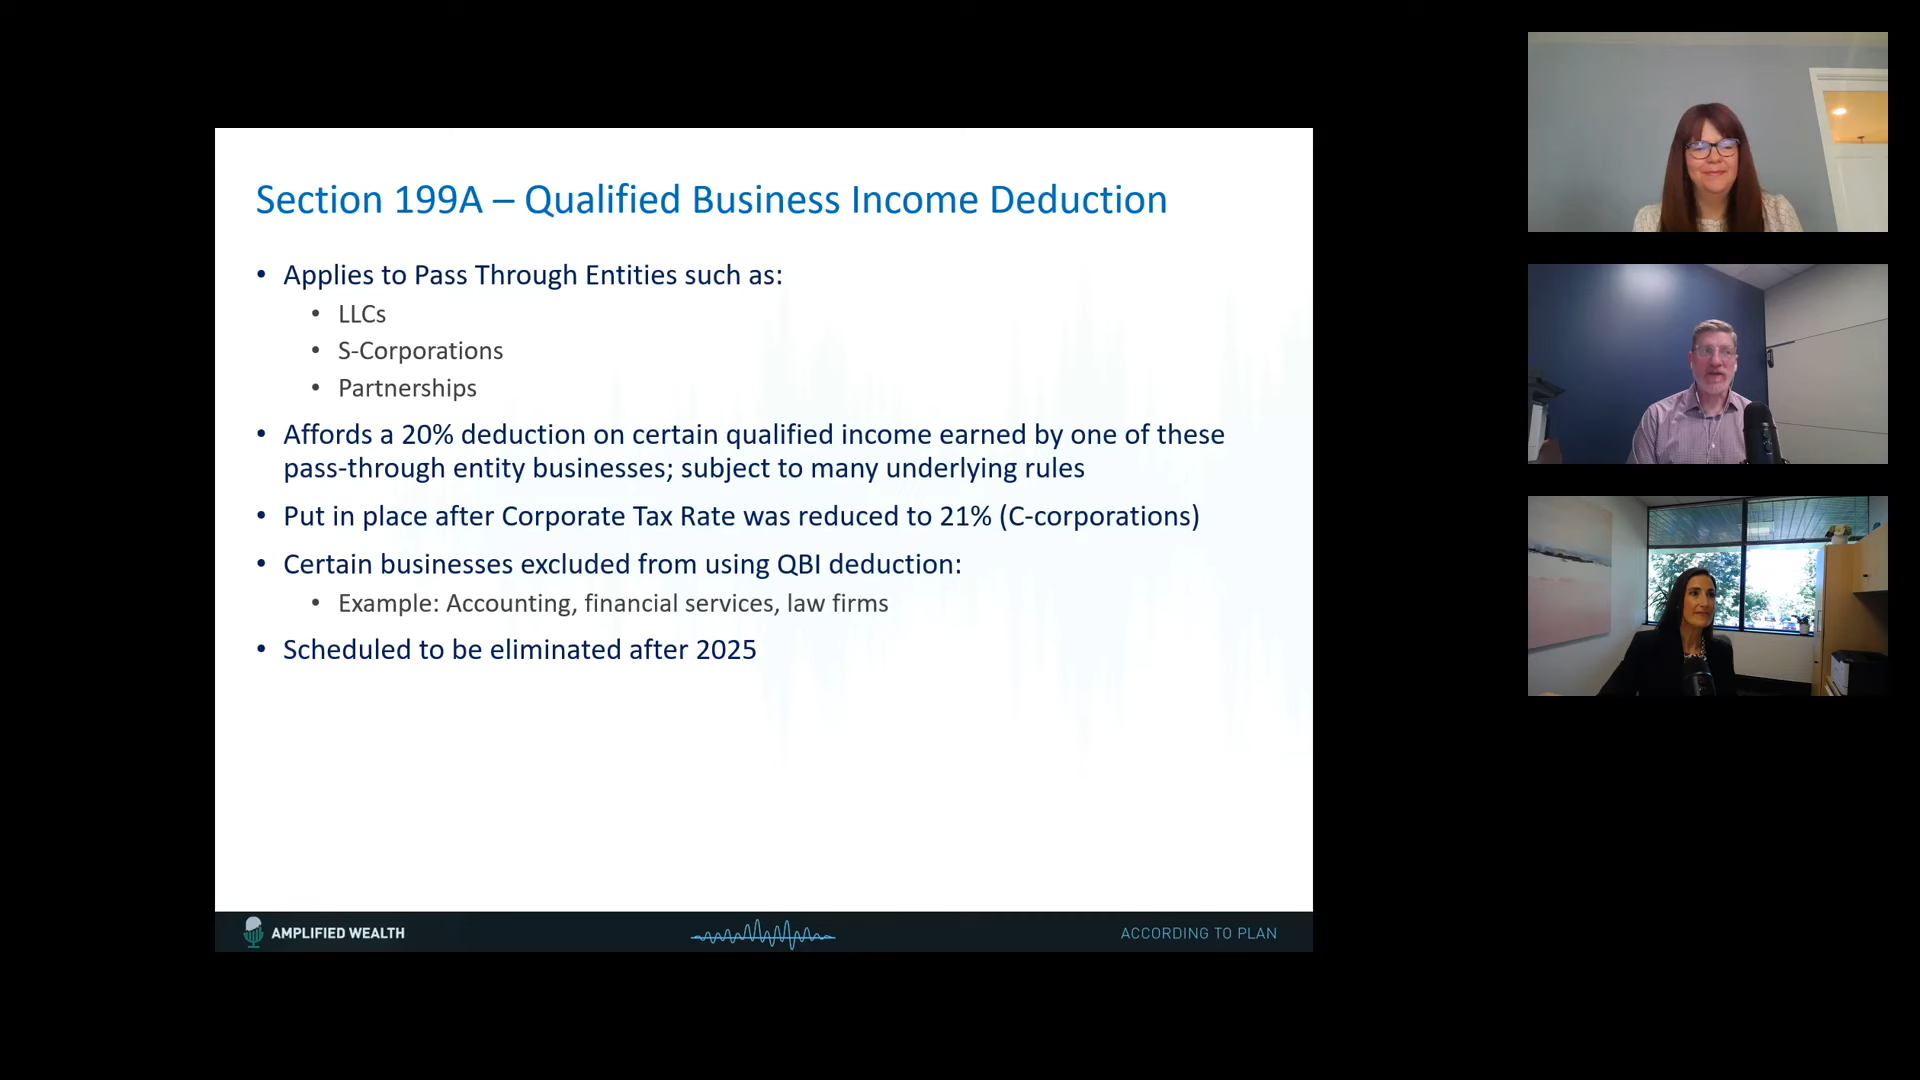 Section 199A – Qualified Business Income Deduction
• Applies to Pass Through Entities such as:
• LLCs
• S-Corporations
• Partnerships
• Affords a 20% deduction on certain qualified income earned by one of these
pass-through entity businesses; subject to many underlying rules
• Put in place after Corporate Tax Rate was reduced to 21% (C-corporations)
• Certain businesses excluded from using QBI deduction:
• Example: Accounting, financial services, law firms
• Scheduled to be eliminated after 2025
AMPLIFIED WEALTH
ACCORDING TO PLAN